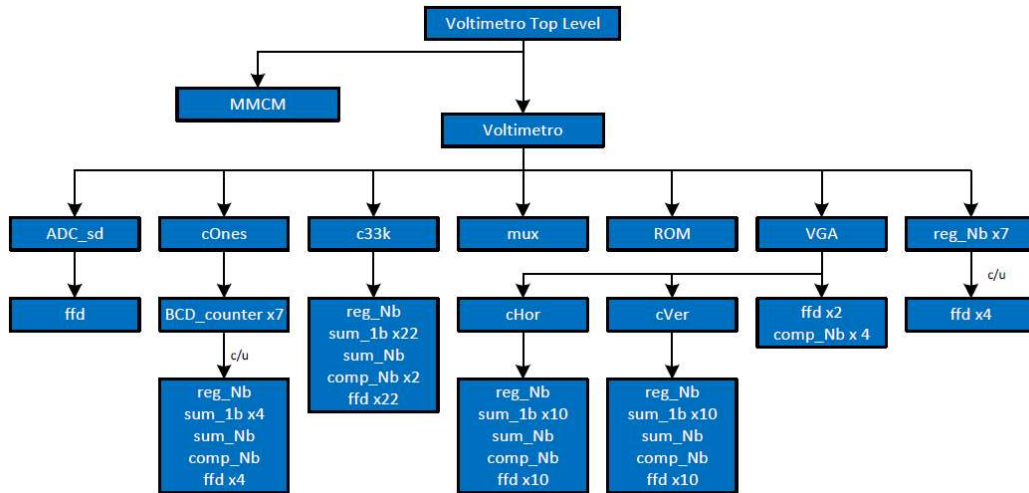 Voltimetro Top Level
MMCM
Voltimetro
ADC_sd
cOnes
c33k
mux
ROM
VGA
reg_Nb x7
c/u
ffd
BCD_counter x7
reg_Nb
sum_1b x22
sum_Nb
comp_Nb x2
ffd x22
cHor
cVer
ffd x2
comp_Nb x 4
ffd x4
c/u
reg_Nb
sum_1b x4
sum_Nb
comp_Nb
ffd x4
reg_Nb
sum_1b x10
sum_Nb
comp_Nb
ffd x10
reg_Nb
sum_1b x10
sum_Nb
comp_Nb
ffd x10